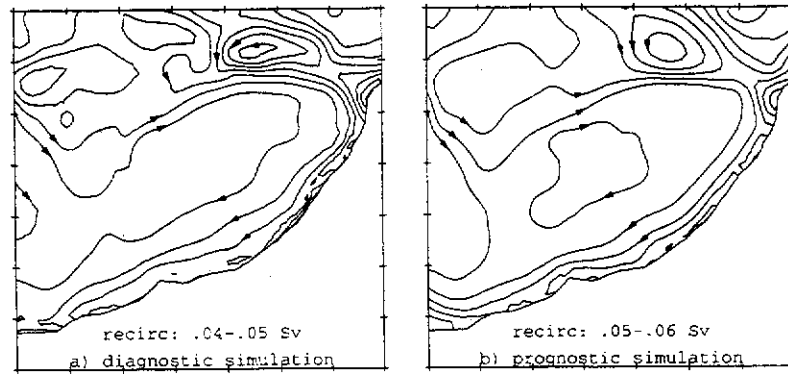 recirc: .04-.05 Sv
a) diagnostic simulation
recirc: .05-.06 Sv
b) prognostic simulation